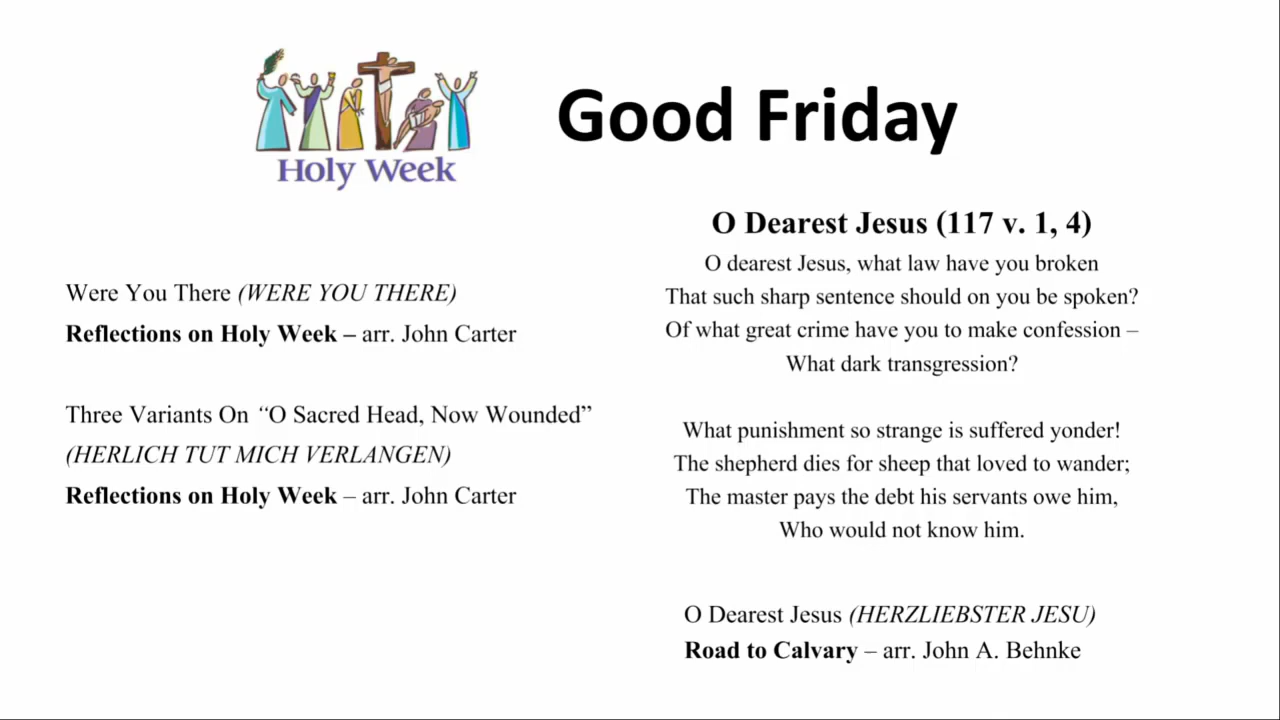 Holy Week
Good Friday
Were You There (WERE YOU THERE)
Reflections on Holy Week – arr. John Carter
Three Variants On “O Sacred Head, Now Wounded”
(HERLICH TUT MICH VERLANGEN)
Reflections on Holy Week – arr. John Carter
O Dearest Jesus (117 v. 1, 4)
O dearest Jesus, what law have you broken
That such sharp sentence should on you be spoken?
Of what great crime have you to make confession –
What dark transgression?
What punishment so strange is suffered yonder!
The shepherd dies for sheep that loved to wander;
The master pays the debt his servants owe him,
Who would not know him.
O Dearest Jesus (HERZLIEBSTER JESU)
Road to Calvary – arr. John A. Behnke